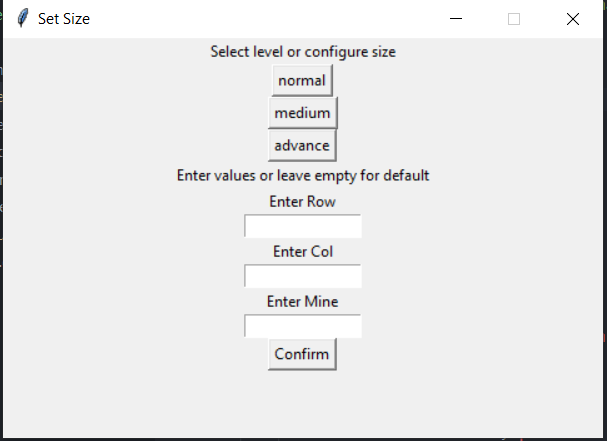 Set Size
Select level or configure size
normal
medium
advance
Enter values or leave empty for default
Enter Row
Enter Col
Enter Mine
Confirm